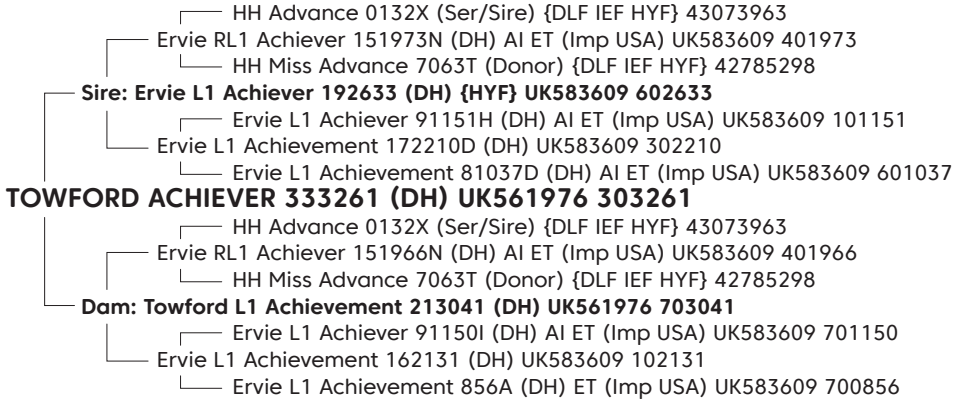 HH Advance 0132X (Ser/Sire) {DLF IEF HYF} 43073963
Ervie RL1 Achiever 151973N (DH) AI ET (Imp USA) UK583609 401973
HH Miss Advance 7063T (Donor) {DLF IEF HYF} 42785298
Sire: Ervie L1 Achiever 192633 (DH) {HYF} UK583609 602633
Ervie L1 Achiever 91151H (DH) AI ET (Imp USA) UK583609 101151
Ervie L1 Achievement 172210D (DH) UK583609 302210
Ervie L1 Achievement 81037D (DH) AI ET (Imp USA) UK583609 601037
TOWFORD ACHIEVER 333261 (DH) UK561976 303261
HH Advance 0132X (Ser/Sire) {DLF IEF HYF} 43073963
Ervie RL1 Achiever 151966N (DH) AI ET (Imp USA) UK583609 401966
HH Miss Advance 7063T (Donor) {DLF IEF HYF} 42785298
Dam: Towford L1 Achievement 213041 (DH) UK561976 703041
Ervie L1 Achiever 91150I (DH) AI ET (Imp USA) UK583609 701150
Ervie L1 Achievement 162131 (DH) UK583609 102131
Ervie L1 Achievement 856A (DH) ET (Imp USA) UK583609 700856